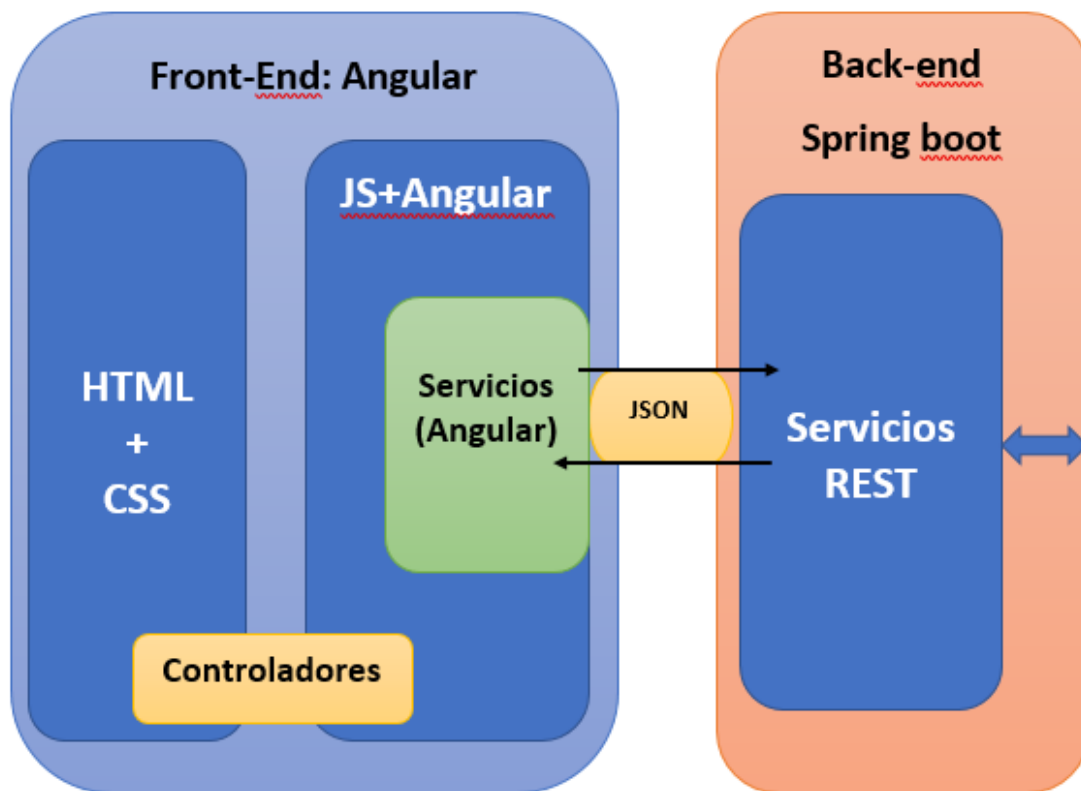 Front-End: Angular
HTML
+
CSS
JS+Angular
Servicios
(Angular)
Controladores
JSON
Back-end
Spring boot
Servicios
REST